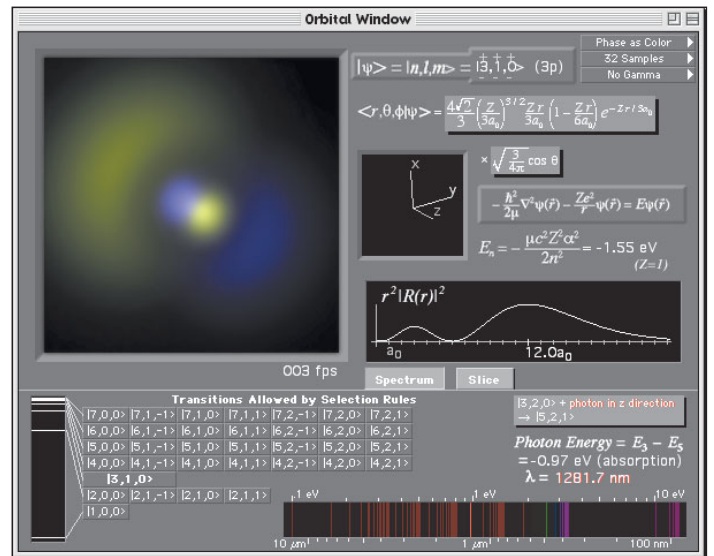 Orbital Window
Phase as Color
32 Samples
No Gamma
|ψ> = |n,l,m> = |3,1,0> (3p)
<r,θ,ϕ|ψ> = 4√2/3 (Z/3a₀)^3/2 Zr/3a₀ (1 - Zr/6a₀) e^-Zr/3a₀
× √3/4π cos θ
x
y
z
-ħ²/2μ ∇²ψ(r⃗) - Ze²/r ψ(r⃗) = Eψ(r⃗)
Eₙ = - μc²Z²α²/2n² = -1.55 eV
(Z=1)
r²|R(r)|²
a₀ 12.0a₀
003 fps
Spectrum Slice
Transitions Allowed by Selection Rules
|7,0,0> |7,1,-1> |7,1,0> |7,1,1> |7,2,-1> |7,2,0> |7,2,1>
|6,0,0> |6,1,-1> |6,1,0> |6,1,1> |6,2,-1> |6,2,0> |6,2,1>
|5,0,0> |5,1,-1> |5,1,0> |5,1,1> |5,2,-1> |5,2,0> |5,2,1>
|4,0,0> |4,1,-1> |4,1,0> |4,1,1> |4,2,-1> |4,2,0> |4,2,1>
|3,1,0>
|2,0,0> |2,1,-1> |2,1,0> |2,1,1>
|1,0,0>
|3,2,0> + photon in z direction
→ |5,2,1>
Photon Energy = E₃ – E₅
=-0.97 eV (absorption)
λ = 1281.7 nm
.1 eV 1 eV 10 eV
10 μm 1 μm 100 nm